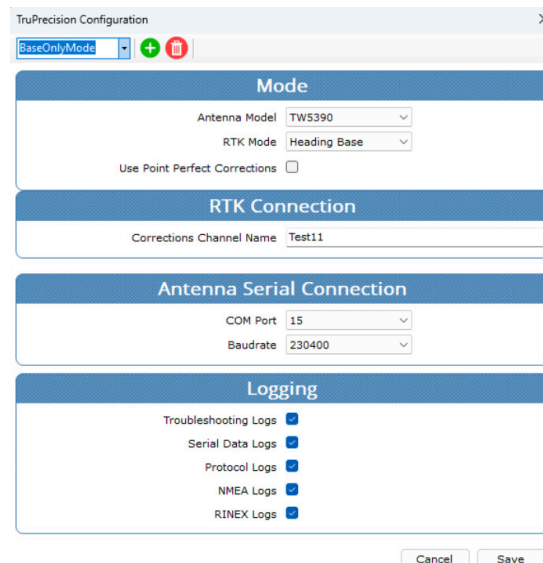 TruPrecision Configuration
BaseOnlyMode
Mode
Antenna Model TW5390
RTK Mode Heading Base
Use Point Perfect Corrections
RTK Connection
Corrections Channel Name Test11
Antenna Serial Connection
COM Port 15
Baudrate 230400
Logging
Troubleshooting Logs
Serial Data Logs
Protocol Logs
NMEA Logs
RINEX Logs
Cancel Save